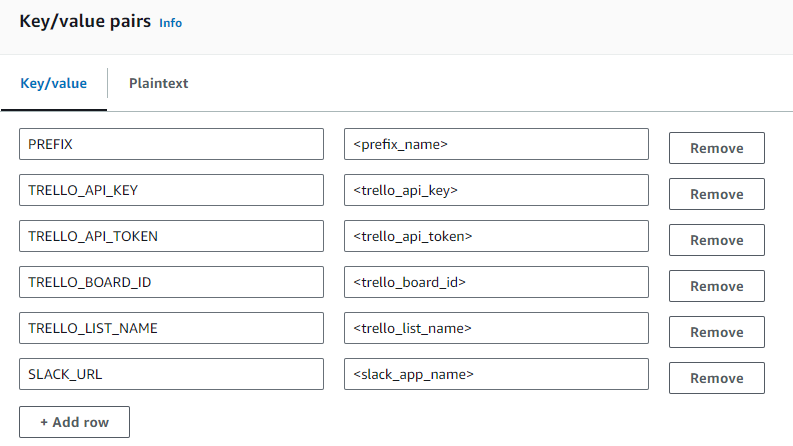 Key/value pairs Info
Key/value Plaintext
PREFIX <prefix_name> Remove
TRELLO_API_KEY <trello_api_key> Remove
TRELLO_API_TOKEN <trello_api_token> Remove
TRELLO_BOARD_ID <trello_board_id> Remove
TRELLO_LIST_NAME <trello_list_name> Remove
SLACK_URL <slack_app_name> Remove
+ Add row